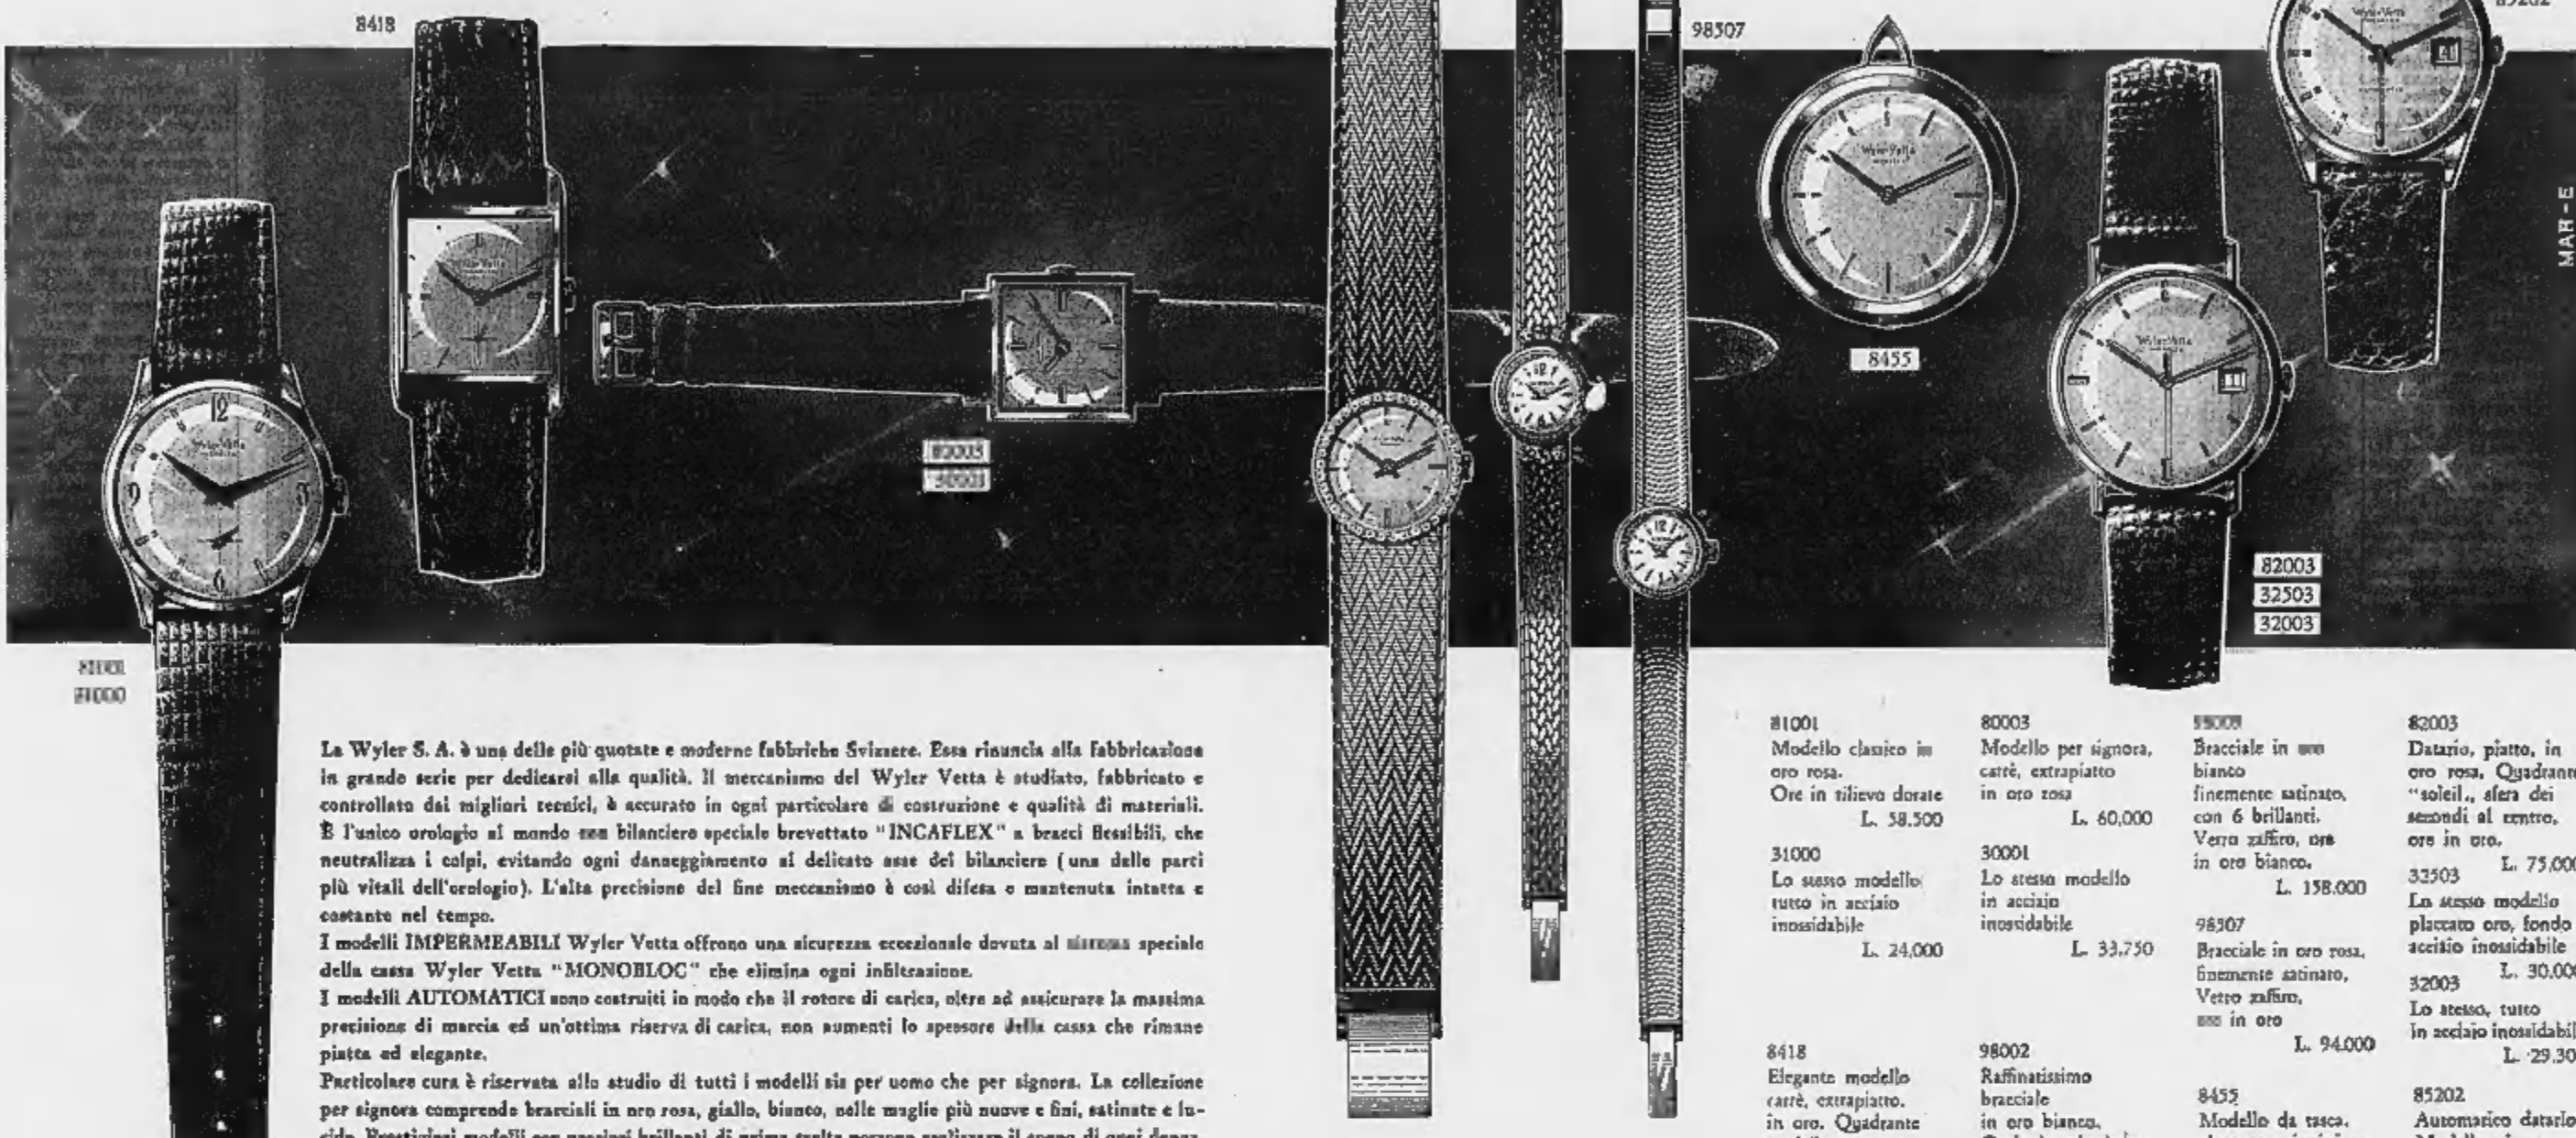 8418
98507
85202
MAR-E
8455
82003
32503
32003
81001
La Wyler S. A. è una delle più quotate e moderne fabbriche Svizzere. Essa rinuncia alla fabbricazione
in grande serie per dedicarsi alla qualità. Il meccanismo del Wyler Vetta è studiato, fabbricato e
controllato dai migliori tecnici, è accurato in ogni particolare di costruzione e qualità di materiali.
È l'unico orologio al mondo con bilanciere speciale brevettato "INCAFLEX" a bracci flessibili, che
neutralizza i colpi, evitando ogni danneggiamento al delicato asse del bilanciere (una delle parti
più vitali dell'orologio). L'alta precisione del fine meccanismo è così difesa e mantenuta intatta e
costante nel tempo.
I modelli IMPERMEABILI Wyler Vetta offrono una sicurezza eccezionale dovuta al sistema speciale
della cassa Wyler Vetta "MONOBLOC" che elimina ogni infiltrazione.
I modelli AUTOMATICI sono costruiti in modo che il rotore di carica, oltre ad assicurare la massima
precisione di marcia ed un'ottima riserva di carica, non aumenti lo spessore della cassa che rimane
piatta ed elegante.
Particolare cura è riservata allo studio di tutti i modelli sia per uomo che per signora. La collezione
per signora comprende bracciali in oro rosa, giallo, bianco, nelle maglie più nuove e fini, satinate e lu-
81001
Modello classico in
oro rosa.
Ore in rilievo dorate
L. 58.500
31000
Lo stesso modello
tutto in acciaio
inossidabile
L. 24,000
8418
Elegante modello
carrè, extrapiatto.
in oro. Quadrante
80003
Modello per signora,
carrè, extrapiatto
in oro rosa
L. 60,000
30001
Lo stesso modello
in acciaio
inossidabile
L. 33,750
98002
Raffinatissimo
bracciale
in oro bianco.
Bracciale in oro
bianco
finemente satinato,
con 6 brillanti.
Vetro zaffiro, ore
in oro bianco.
L. 158.000
98507
Bracciale in oro rosa,
finemente satinato,
Vetro zaffiro,
in oro
L. 94.000
8455
Modello da tasca.
82003
Datario, piatto, in
oro rosa. Quadrante
"soleil", sfera dei
secondi al centro,
ore in oro.
L. 75,000
32503
Lo stesso modello
placcato oro, fondo
acciaio inossidabile
L. 30.000
32003
Lo stesso, tutto
In acciaio inossidabil
L. 29.30
85202
Automatico datario